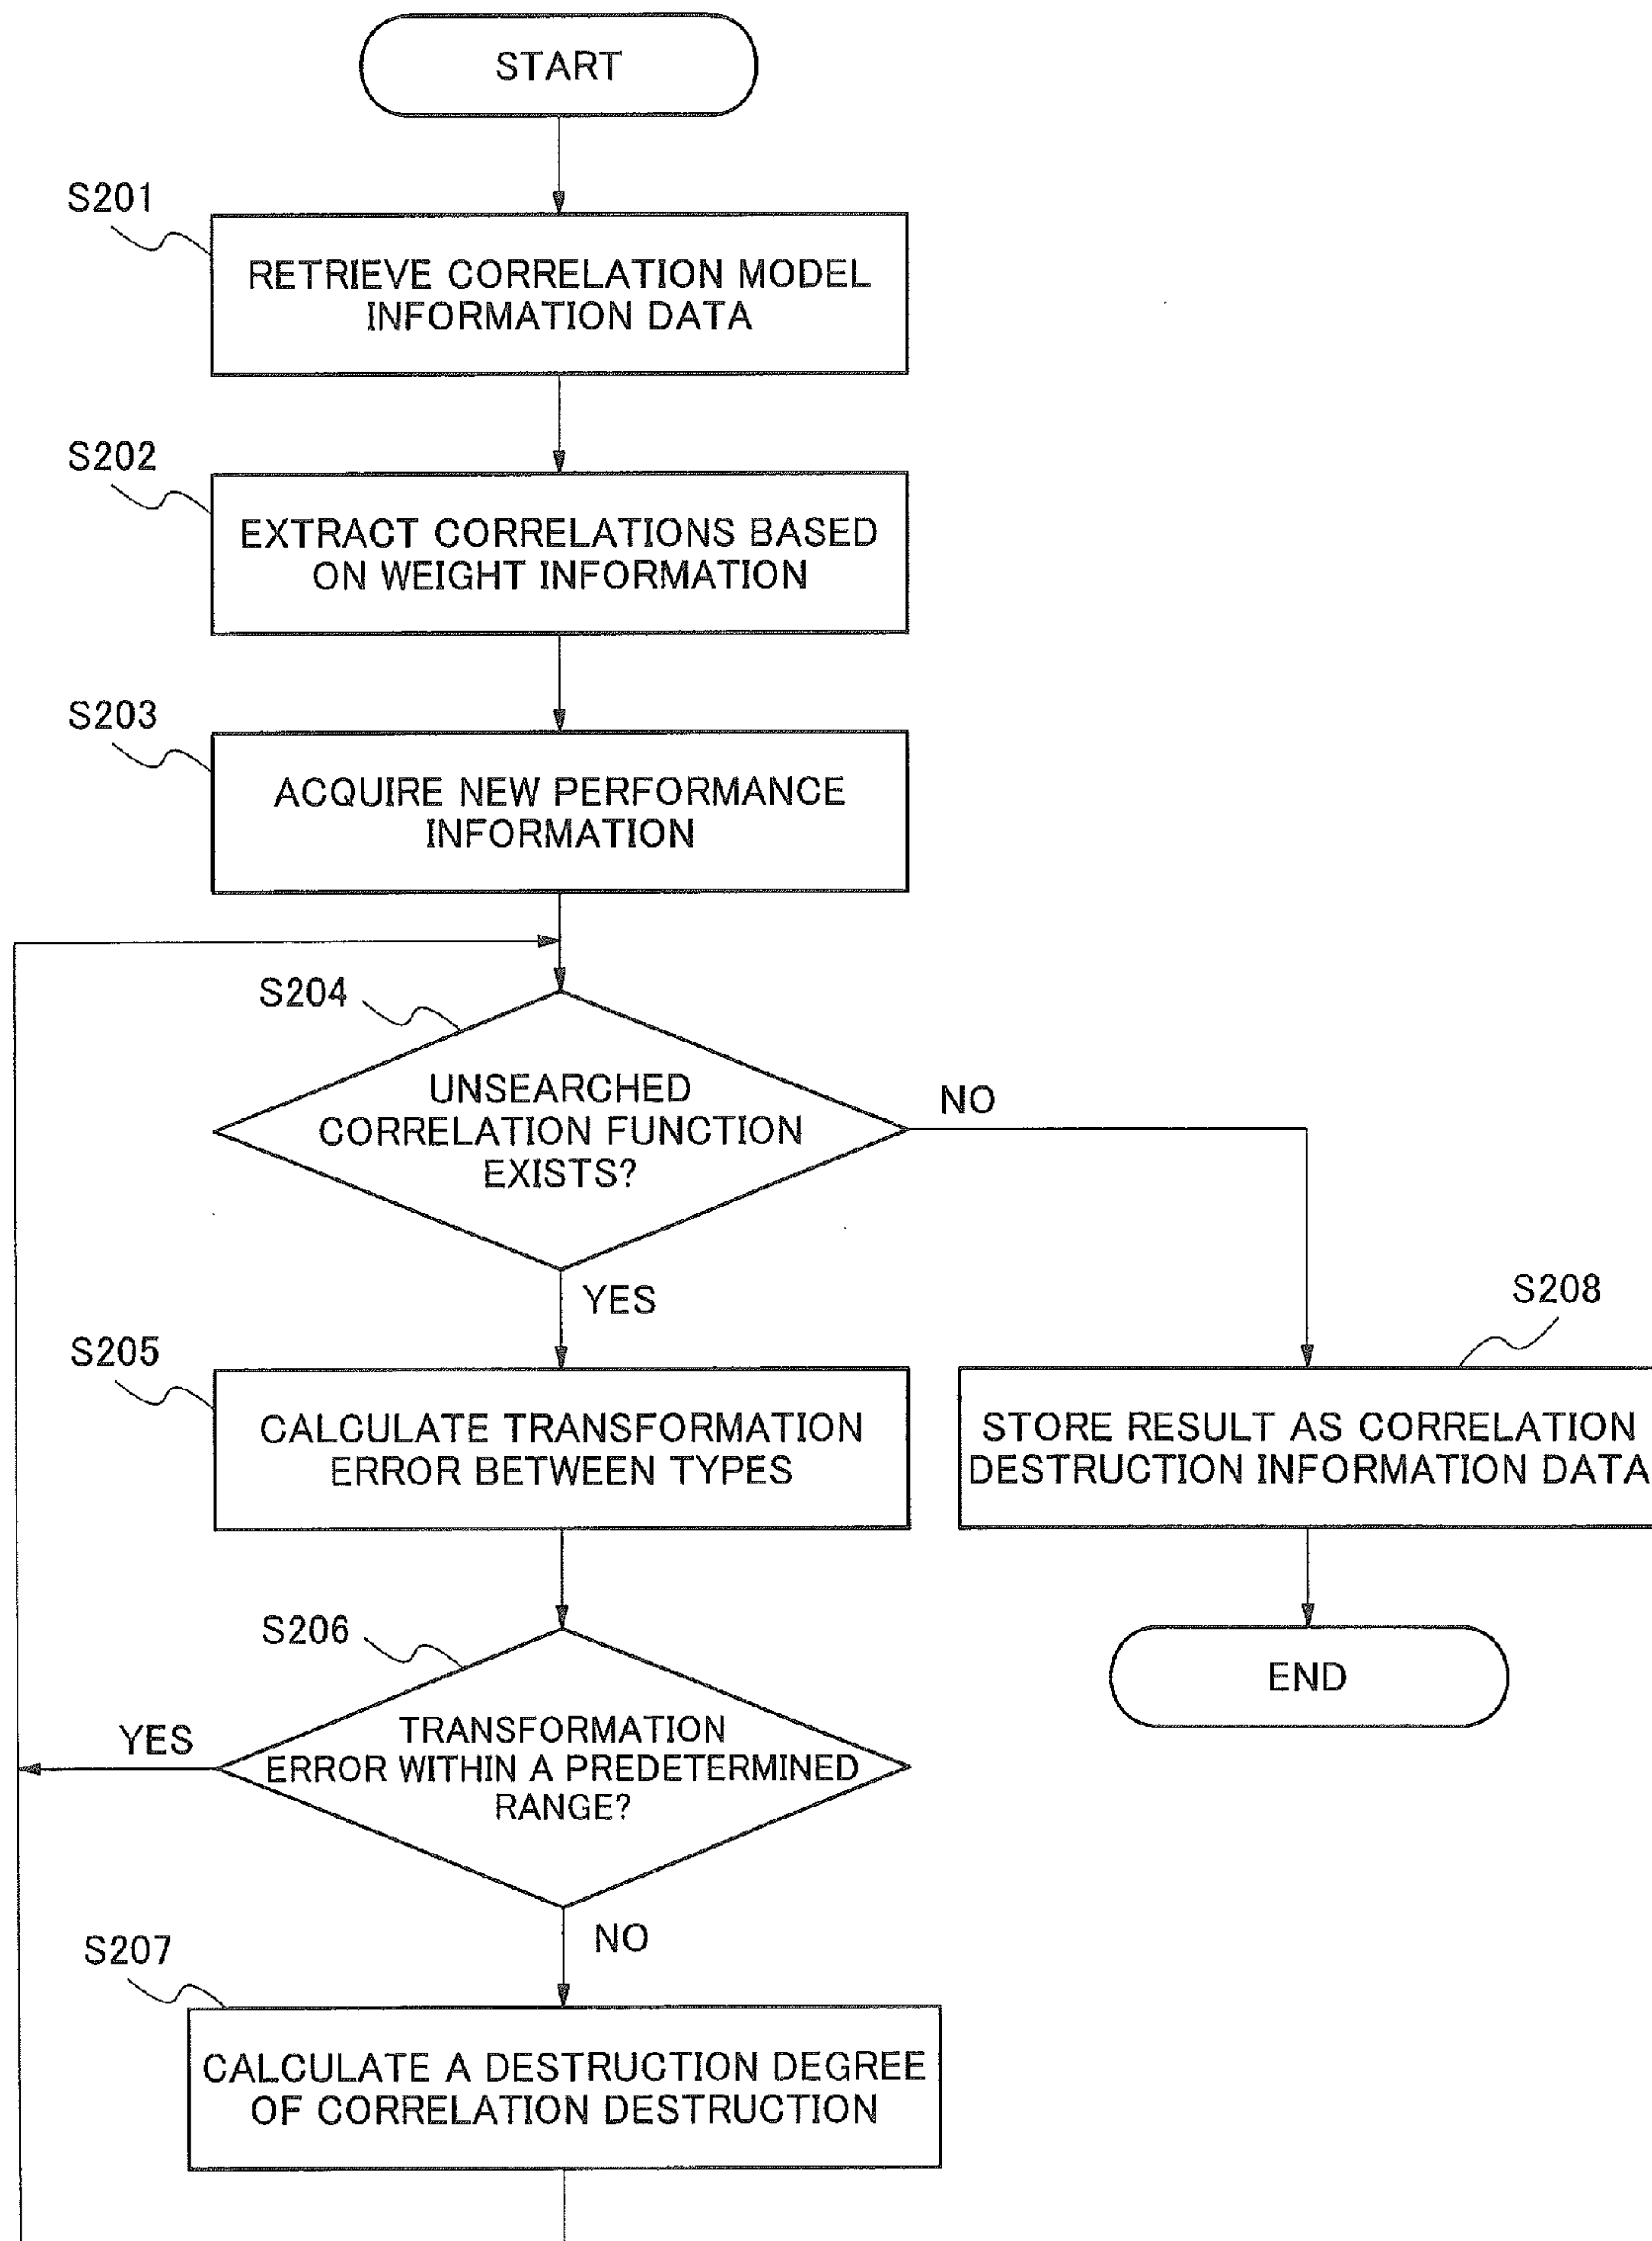 START
S201
RETRIEVE CORRELATION MODEL
INFORMATION DATA
S202
EXTRACT CORRELATIONS BASED
ON WEIGHT INFORMATION
S203
ACQUIRE NEW PERFORMANCE
INFORMATION
S204
UNSEARCHED
CORRELATION FUNCTION
EXISTS?
NO
YES
S205
CALCULATE TRANSFORMATION
ERROR BETWEEN TYPES
S208
STORE RESULT AS CORRELATION
DESTRUCTION INFORMATION DATA
END
S206
TRANSFORMATION
ERROR WITHIN A PREDETERMINED
RANGE?
YES
NO
S207
CALCULATE A DESTRUCTION DEGREE
OF CORRELATION DESTRUCTION